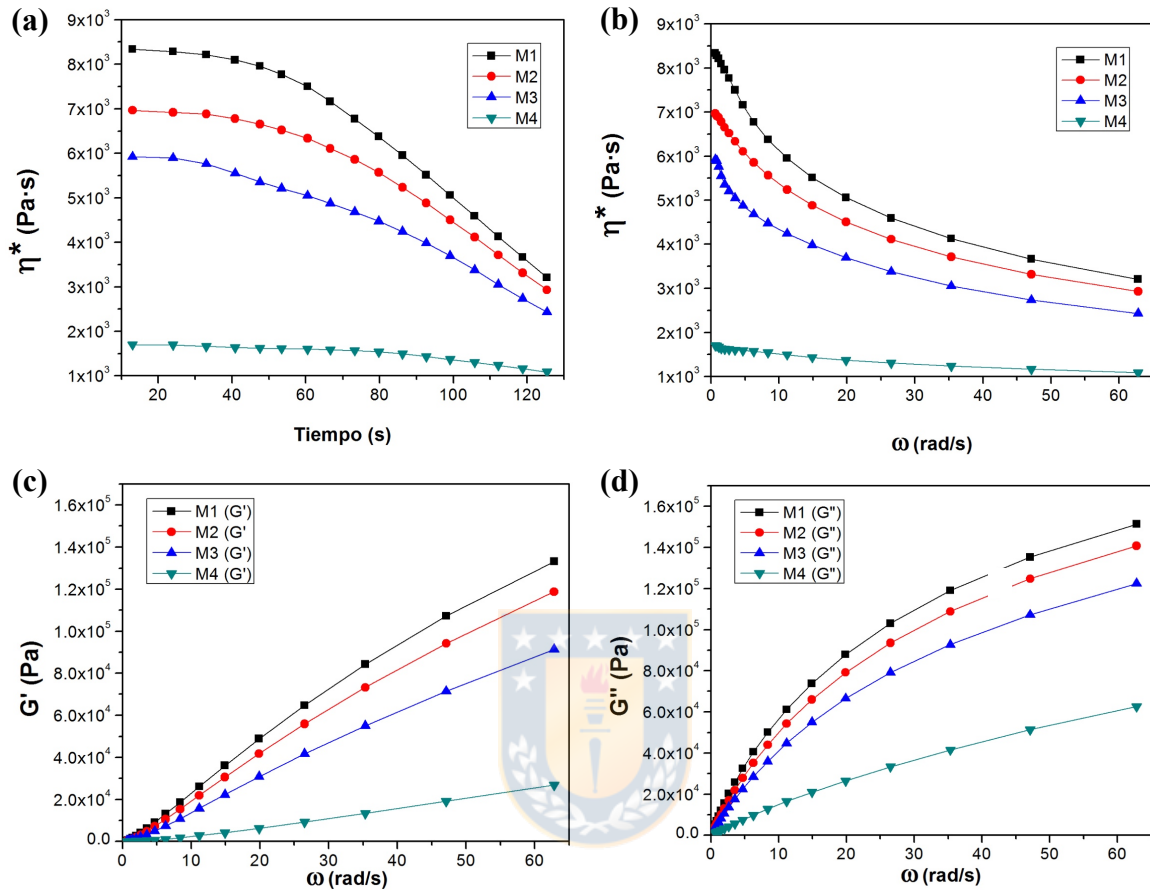 (a)
9x10³
8x10³
7x10³
6x10³
5x10³
4x10³
3x10³
2x10³
1x10³
η* (Pa·s)
M1
M2
M3
M4
0 20 40 60 80 100 120
Tiempo (s)
(b)
9x10³
8x10³
7x10³
6x10³
5x10³
4x10³
3x10³
2x10³
1x10³
η* (Pa·s)
M1
M2
M3
M4
0 10 20 30 40 50 60
ω (rad/s)
(c)
1.6x10⁵
1.4x10⁵
1.2x10⁵
1.0x10⁵
8.0x10⁴
6.0x10⁴
4.0x10⁴
2.0x10⁴
0.0
G' (Pa)
M1 (G')
M2 (G'
M3 (G')
M4 (G')
0 10 20 30 40 50 60
ω (rad/s)
(d)
1.6x10⁵
1.4x10⁵
1.2x10⁵
1.0x10⁵
8.0x10⁴
6.0x10⁴
4.0x10⁴
2.0x10⁴
0.0
G" (Pa)
M1 (G")
M2 (G")
M3 (G")
M4 (G")
0 10 20 30 40 50 60
ω (rad/s)